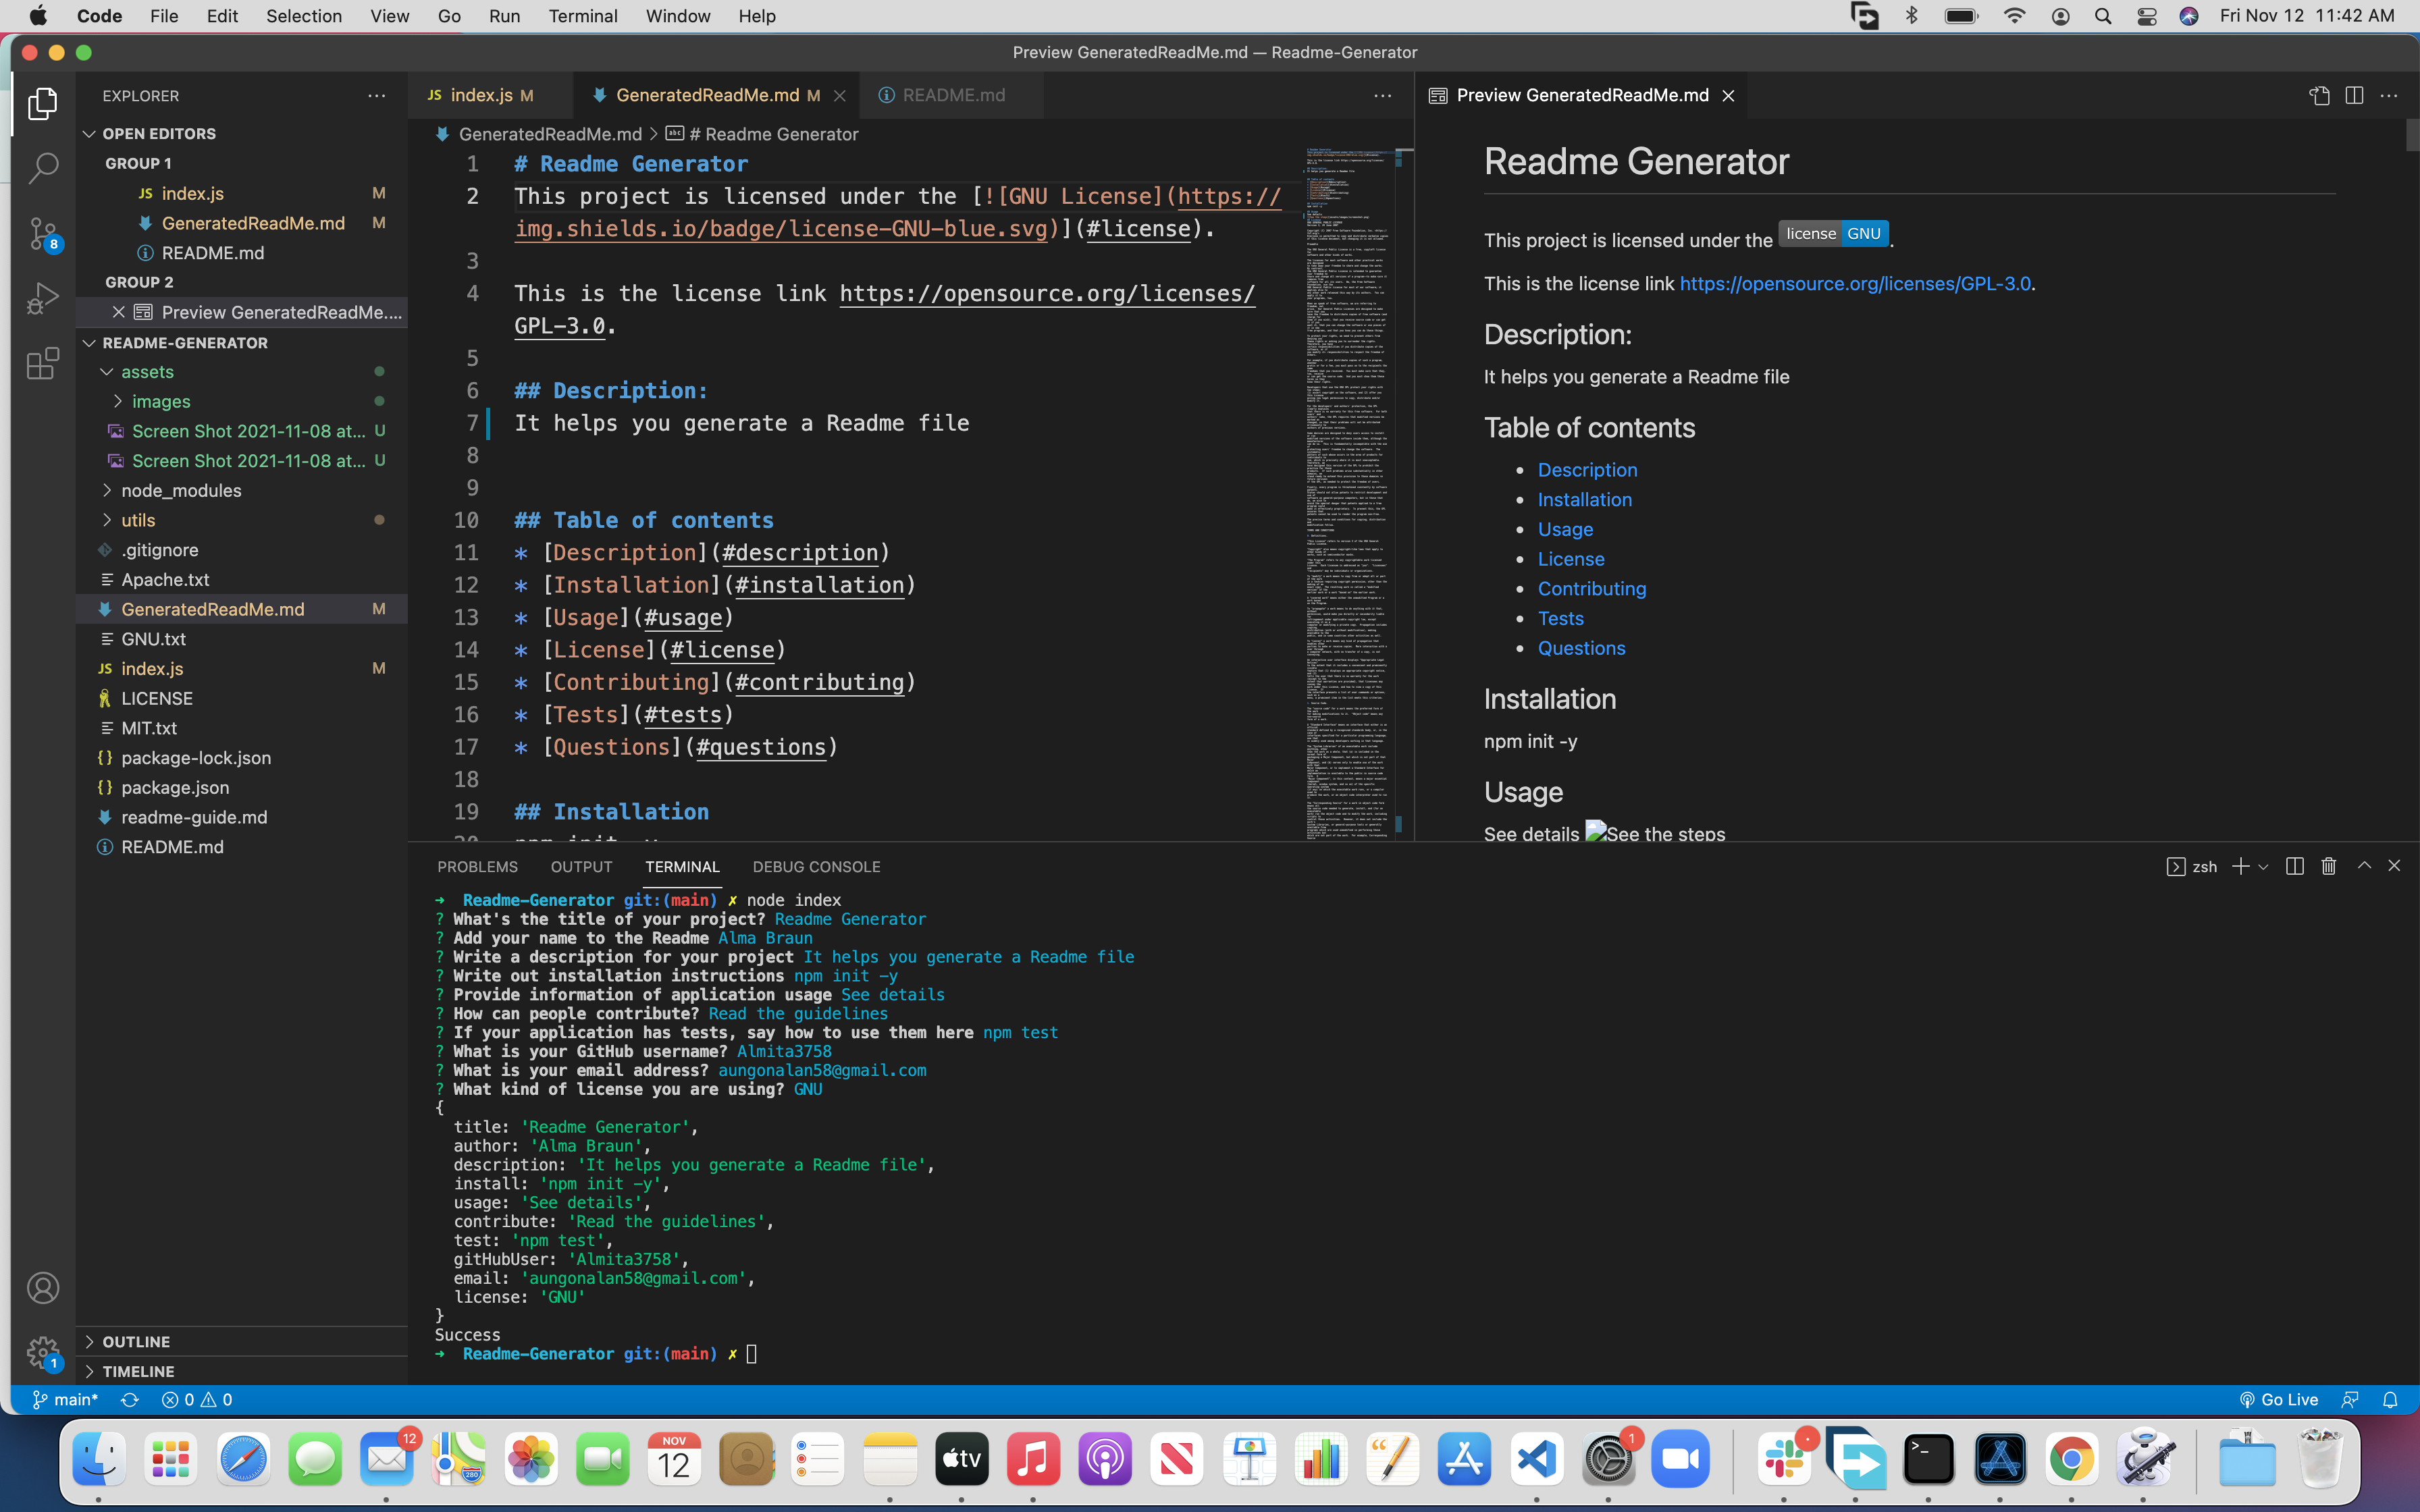 Code File Edit Selection View Go Run Terminal Window Help Fri Nov 12 11:42 AM
Preview GeneratedReadMe.md — Readme-Generator
EXPLORER
OPEN EDITORS
GROUP 1
JS index.js M
GeneratedReadMe.md M
README.md
GROUP 2
Preview GeneratedReadMe....
README-GENERATOR
assets
images
Screen Shot 2021-11-08 at... U
Screen Shot 2021-11-08 at... U
node_modules
utils
.gitignore
Apache.txt
GeneratedReadMe.md M
GNU.txt
JS index.js M
LICENSE
MIT.txt
{} package-lock.json
{} package.json
readme-guide.md
README.md
OUTLINE
TIMELINE
8
1
JS index.js M GeneratedReadMe.md M README.md
GeneratedReadMe.md > # Readme Generator
1 # Readme Generator
2 This project is licensed under the [![GNU License](https://
img.shields.io/badge/license-GNU-blue.svg)](#license).
3
4 This is the license link https://opensource.org/licenses/
GPL-3.0.
5
6 ## Description:
7 It helps you generate a Readme file
8
9
10 ## Table of contents
11 * [Description](#description)
12 * [Installation](#installation)
13 * [Usage](#usage)
14 * [License](#license)
15 * [Contributing](#contributing)
16 * [Tests](#tests)
17 * [Questions](#questions)
18
19 ## Installation
20 npm init -y
Preview GeneratedReadMe.md
Readme Generator
This project is licensed under the license GNU.
This is the license link https://opensource.org/licenses/GPL-3.0.
Description:
It helps you generate a Readme file
Table of contents
• Description
• Installation
• Usage
• License
• Contributing
• Tests
• Questions
Installation
npm init -y
Usage
See details See the steps
PROBLEMS OUTPUT TERMINAL DEBUG CONSOLE zsh
➜ Readme-Generator git:(main) ✗ node index
? What's the title of your project? Readme Generator
? Add your name to the Readme Alma Braun
? Write a description for your project It helps you generate a Readme file
? Write out installation instructions npm init -y
? Provide information of application usage See details
? How can people contribute? Read the guidelines
? If your application has tests, say how to use them here npm test
? What is your GitHub username? Almita3758
? What is your email address? aungonalan58@gmail.com
? What kind of license you are using? GNU
{
title: 'Readme Generator',
author: 'Alma Braun',
description: 'It helps you generate a Readme file',
install: 'npm init -y',
usage: 'See details',
contribute: 'Read the guidelines',
test: 'npm test',
gitHubUser: 'Almita3758',
email: 'aungonalan58@gmail.com',
license: 'GNU'
}
Success
➜ Readme-Generator git:(main) ✗
main* 0 0 Go Live
12
NOV
12
tv
1
280